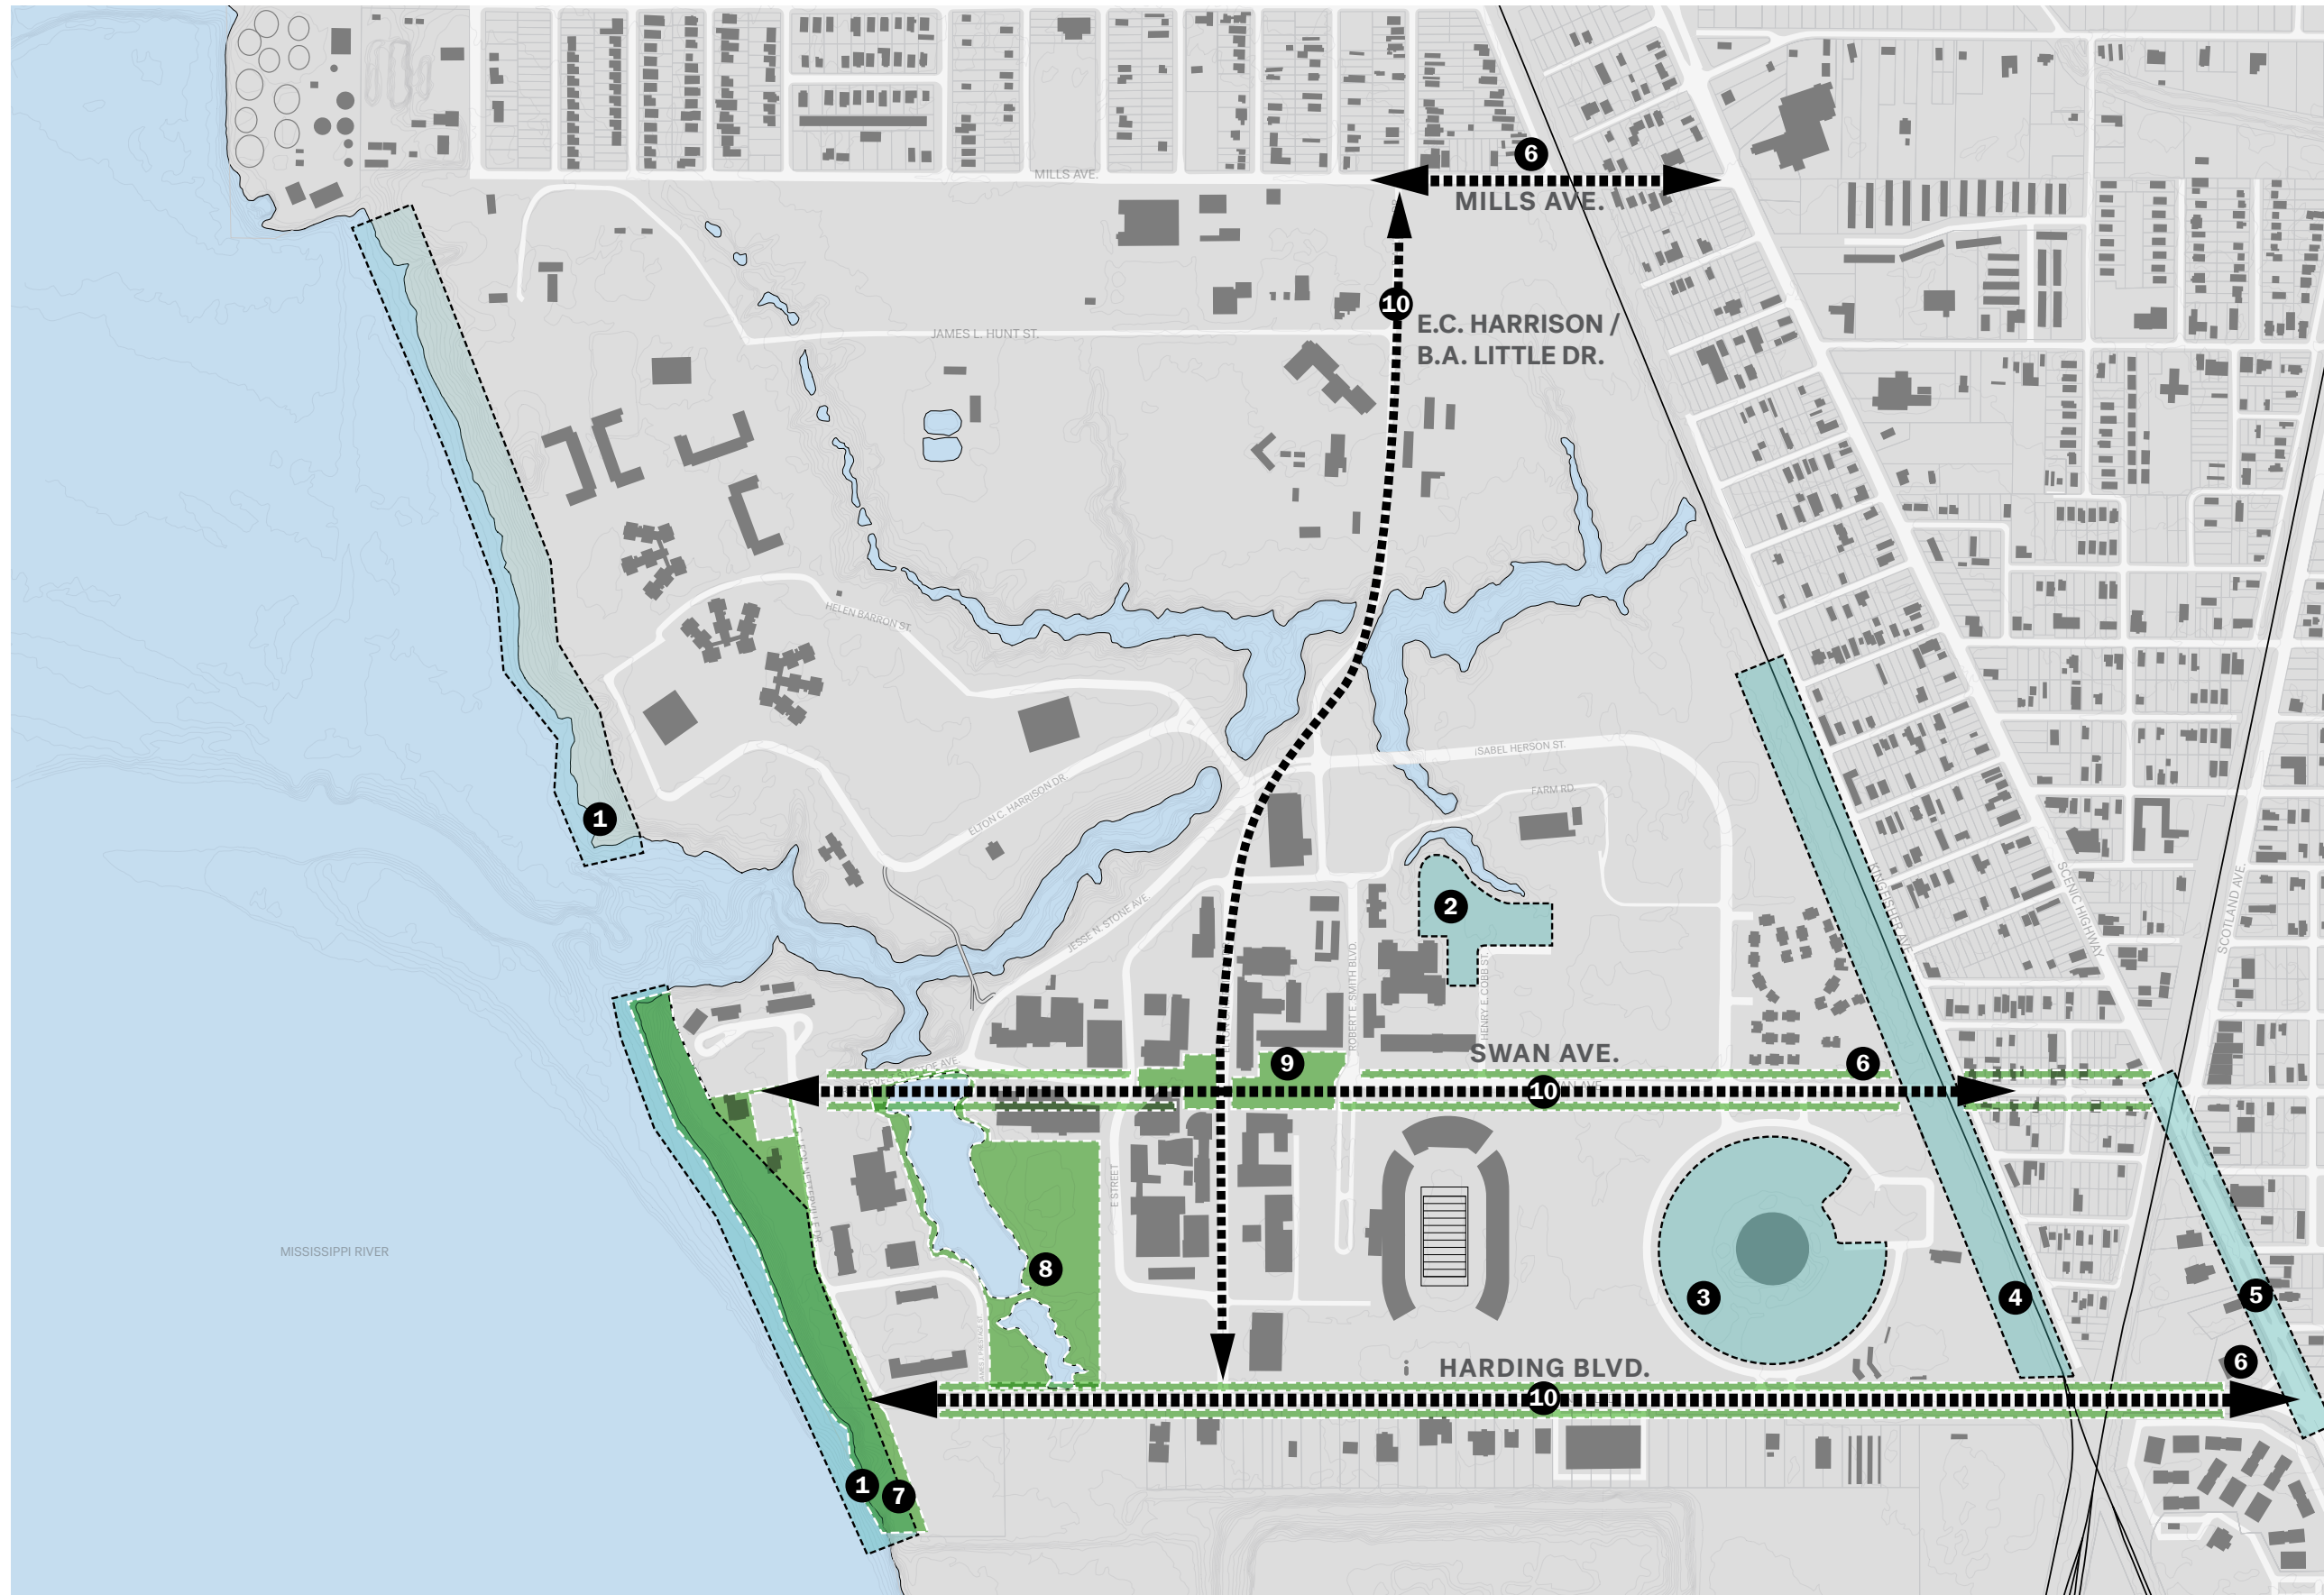 6
MILLS AVE.
MILLS AVE.
10
E.C. HARRISON /
B.A. LITTLE DR.
JAMES L. HUNT ST.
HELEN BARRON ST.
ISABEL HERSON ST.
ELTON C. HARRISON DR.
FARM RD.
1
KINGFISHER AVE.
SCENIC HIGHWAY
SCOTLAND AVE.
2
JESSE N. STONE AVE.
ROBERT E. SMITH BLVD.
HENRY E. COBB ST.
SWAN AVE.
9
6
10
E STREET
MISSISSIPPI RIVER
8
3
4
5
6
HARDING BLVD.
10
1
7